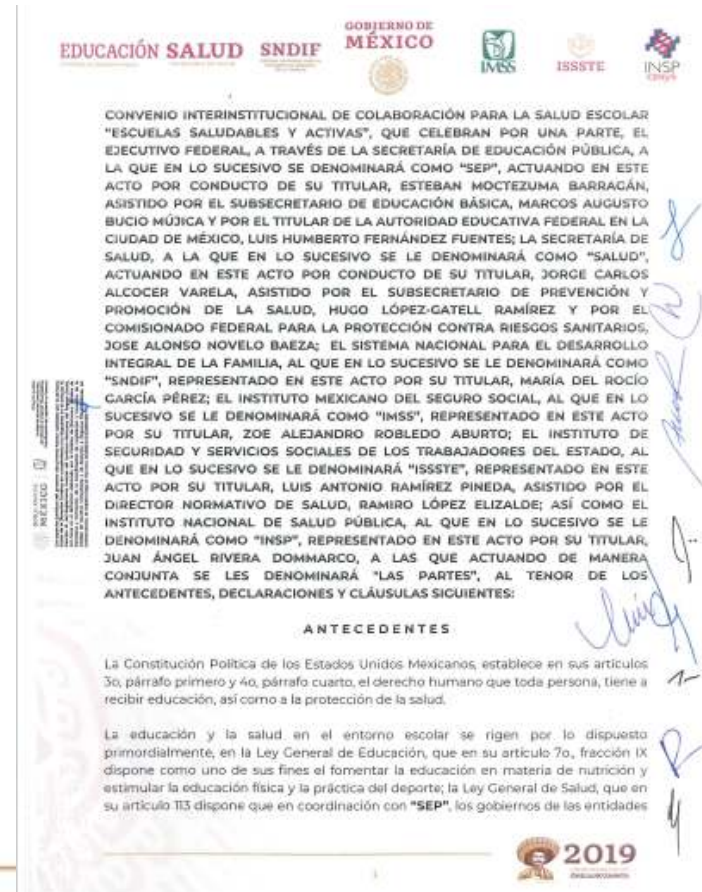 GOBIERNO DE
MÉXICO
EDUCACIÓN SALUD SNDIF
IMSS
ISSSTE
INSP
CONVENIO INTERINSTITUCIONAL DE COLABORACIÓN PARA LA SALUD ESCOLAR
"ESCUELAS SALUDABLES Y ACTIVAS", QUE CELEBRAN POR UNA PARTE, EL
EJECUTIVO FEDERAL, A TRAVÉS DE LA SECRETARÍA DE EDUCACIÓN PÚBLICA, A
LA QUE EN LO SUCESIVO SE DENOMINARÁ COMO "SEP", ACTUANDO EN ESTE
ACTO POR CONDUCTO DE SU TITULAR, ESTEBAN MOCTEZUMA BARRAGÁN,
ASISTIDO POR EL SUBSECRETARIO DE EDUCACIÓN BÁSICA, MARCOS AUGUSTO
BUCIO MÚJICA Y POR EL TITULAR DE LA AUTORIDAD EDUCATIVA FEDERAL EN LA
CIUDAD DE MÉXICO, LUIS HUMBERTO FERNÁNDEZ FUENTES; LA SECRETARÍA DE
SALUD, A LA QUE EN LO SUCESIVO SE LE DENOMINARÁ COMO "SALUD",
ACTUANDO EN ESTE ACTO POR CONDUCTO DE SU TITULAR, JORGE CARLOS
ALCOCER VARELA, ASISTIDO POR EL SUBSECRETARIO DE PREVENCIÓN Y
PROMOCIÓN DE LA SALUD, HUGO LÓPEZ-GATELL RAMÍREZ Y POR EL
COMISIONADO FEDERAL PARA LA PROTECCIÓN CONTRA RIESGOS SANITARIOS,
JOSE ALONSO NOVELO BAEZA; EL SISTEMA NACIONAL PARA EL DESARROLLO
INTEGRAL DE LA FAMILIA, AL QUE EN LO SUCESIVO SE LE DENOMINARÁ COMO
"SNDIF", REPRESENTADO EN ESTE ACTO POR SU TITULAR, MARÍA DEL ROCÍO
GARCÍA PÉREZ; EL INSTITUTO MEXICANO DEL SEGURO SOCIAL, AL QUE EN LO
SUCESIVO SE LE DENOMINARÁ COMO "IMSS", REPRESENTADO EN ESTE ACTO
POR SU TITULAR, ZOE ALEJANDRO ROBLEDO ABURTO; EL INSTITUTO DE
SEGURIDAD Y SERVICIOS SOCIALES DE LOS TRABAJADORES DEL ESTADO, AL
QUE EN LO SUCESIVO SE LE DENOMINARÁ "ISSSTE", REPRESENTADO EN ESTE
ACTO POR SU TITULAR, LUIS ANTONIO RAMÍREZ PINEDA, ASISTIDO POR EL
DIRECTOR NORMATIVO DE SALUD, RAMIRO LÓPEZ ELIZALDE; ASÍ COMO EL
INSTITUTO NACIONAL DE SALUD PÚBLICA, AL QUE EN LO SUCESIVO SE LE
DENOMINARÁ COMO "INSP", REPRESENTADO EN ESTE ACTO POR SU TITULAR,
JUAN ÁNGEL RIVERA DOMMARCO, A LAS QUE ACTUANDO DE MANERA
CONJUNTA SE LES DENOMINARÁ "LAS PARTES", AL TENOR DE LOS
ANTECEDENTES, DECLARACIONES Y CLÁUSULAS SIGUIENTES:
ANTECEDENTES
La Constitución Política de los Estados Unidos Mexicanos, establece en sus artículos
3o, párrafo primero y 4o, párrafo cuarto, el derecho humano que toda persona, tiene a
recibir educación, así como a la protección de la salud.
La educación y la salud en el entorno escolar se rigen por lo dispuesto
primordialmente, en la Ley General de Educación, que en su artículo 7o., fracción IX
dispone como uno de sus fines el fomentar la educación en materia de nutrición y
estimular la educación física y la práctica del deporte; la Ley General de Salud, que en
su artículo 113 dispone que en coordinación con "SEP", los gobiernos de las entidades
MÉXICO
2019
1